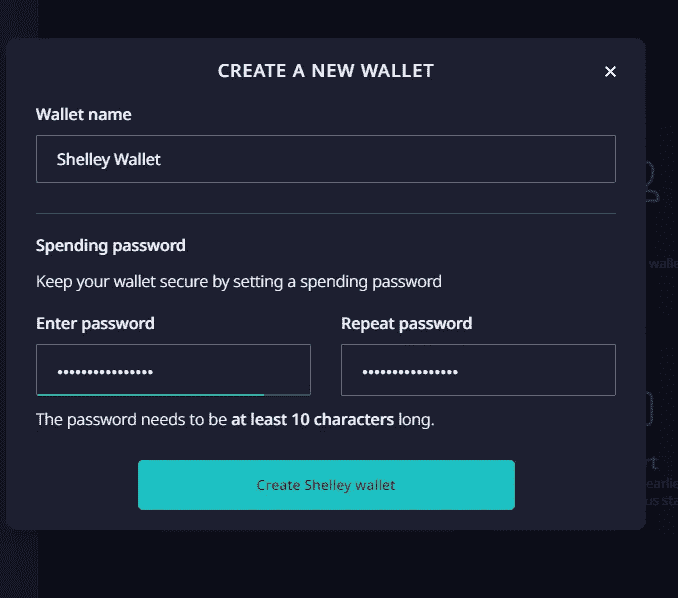 CREATE A NEW WALLET
Wallet name
Shelley Wallet
Spending password
Keep your wallet secure by setting a spending password
Enter password
Repeat password
••••••••••••••••
••••••••••••••••
The password needs to be at least 10 characters long.
Create Shelley wallet